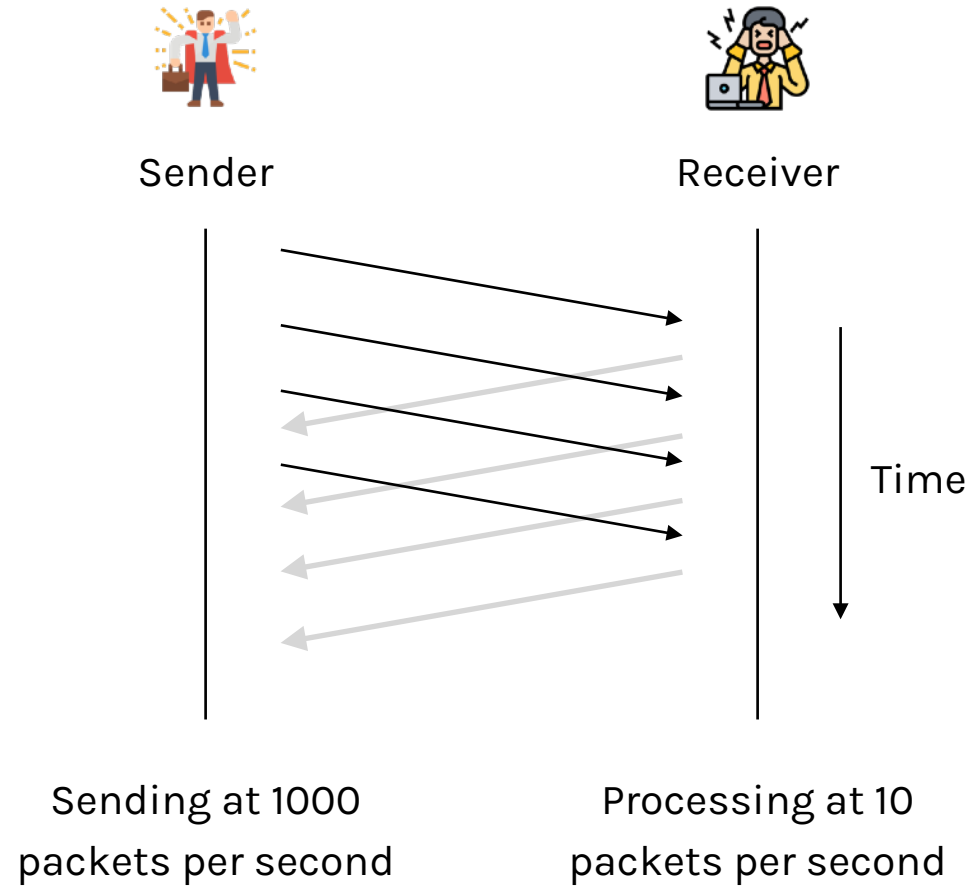 Sender
Receiver
Time
Sending at 1000
packets per second
Processing at 10
packets per second